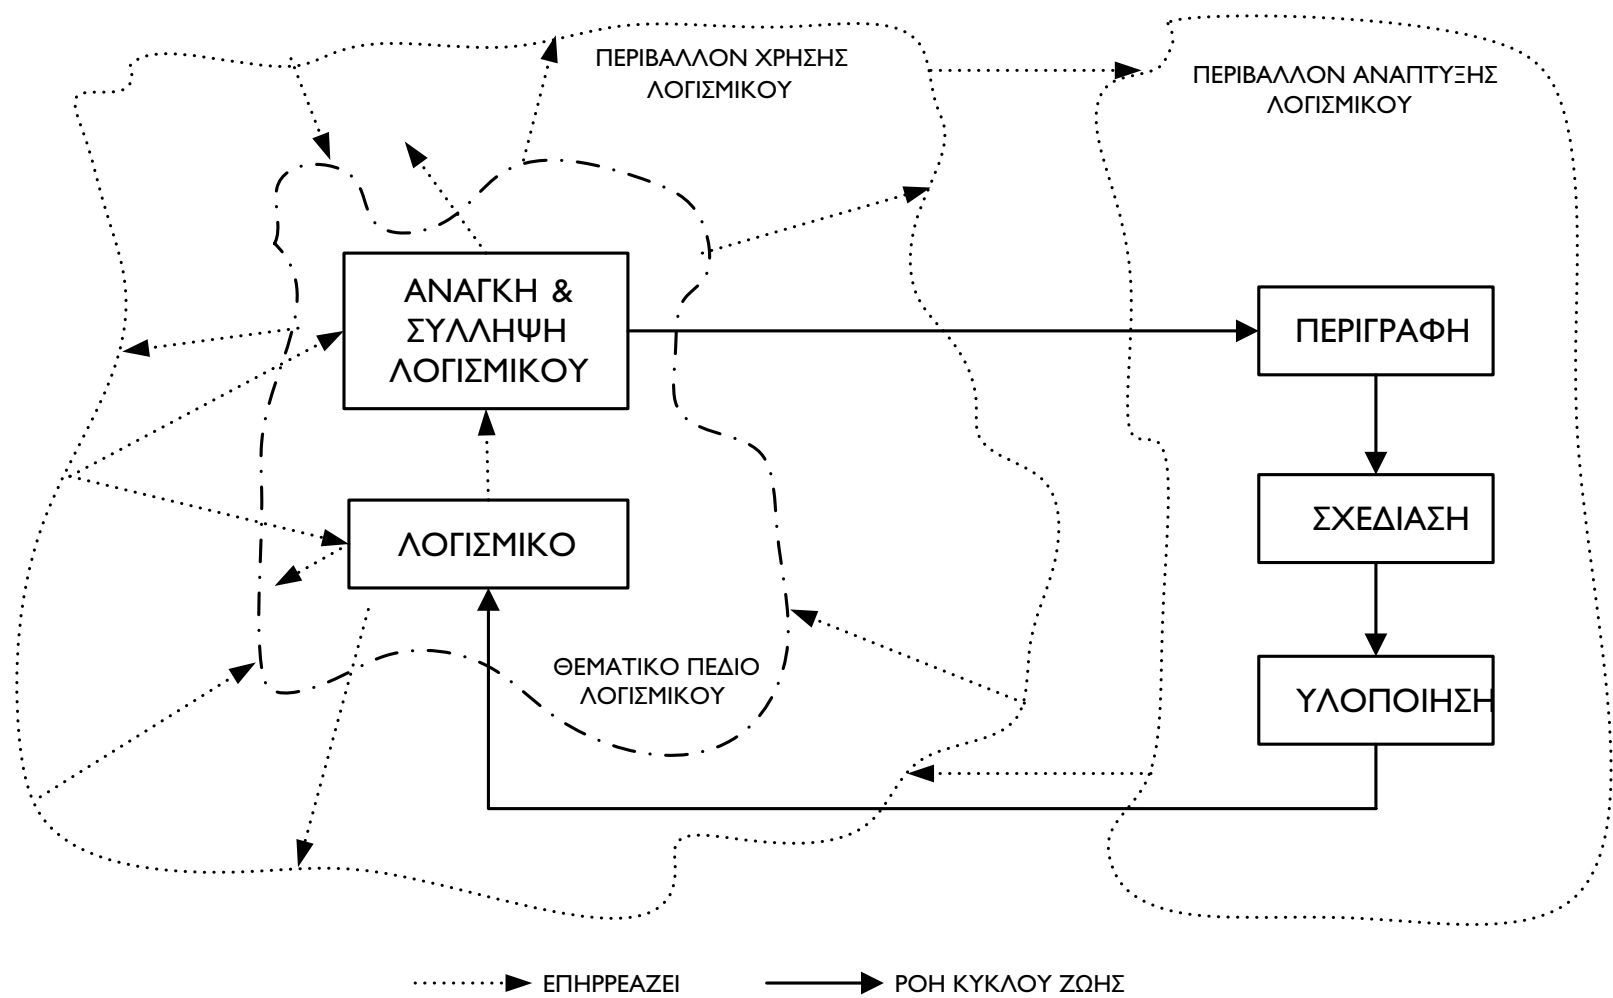 ΠΕΡΙΒΑΛΛΟΝ ΧΡΗΣΗΣ
ΛΟΓΙΣΜΙΚΟΥ
ΠΕΡΙΒΑΛΛΟΝ ΑΝΑΠΤΥΞΗΣ
ΛΟΓΙΣΜΙΚΟΥ
ΑΝΑΓΚΗ &
ΣΥΛΛΗΨΗ
ΛΟΓΙΣΜΙΚΟΥ
ΠΕΡΙΓΡΑΦΗ
ΣΧΕΔΙΑΣΗ
ΛΟΓΙΣΜΙΚΟ
ΘΕΜΑΤΙΚΟ ΠΕΔΙΟ
ΛΟΓΙΣΜΙΚΟΥ
ΥΛΟΠΟΙΗΣΗ
ΕΠΗΡΡΕΑΖΕΙ
ΡΟΗ ΚΥΚΛΟΥ ΖΩΗΣ